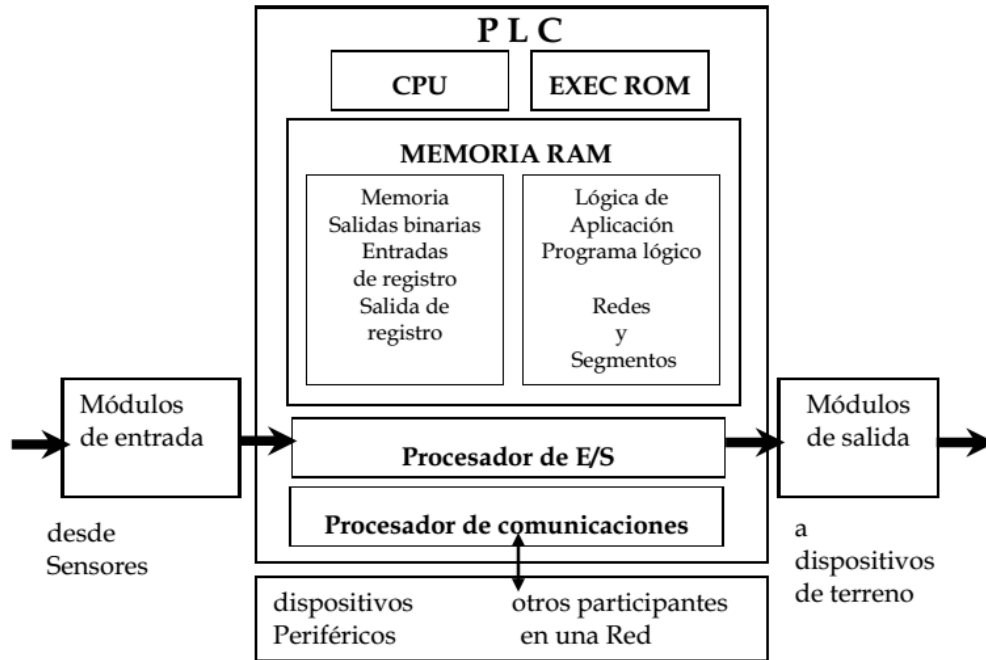 P L C
CPU
EXEC ROM
MEMORIA RAM
Memoria
Salidas binarias
Entradas
de registro
Salida de
registro
Lógica de
Aplicación
Programa lógico
Redes
y
Segmentos
Módulos
de entrada
Procesador de E/S
Módulos
de salida
Procesador de comunicaciones
desde
Sensores
a
dispositivos
de terreno
dispositivos
Periféricos
otros participantes
en una Red